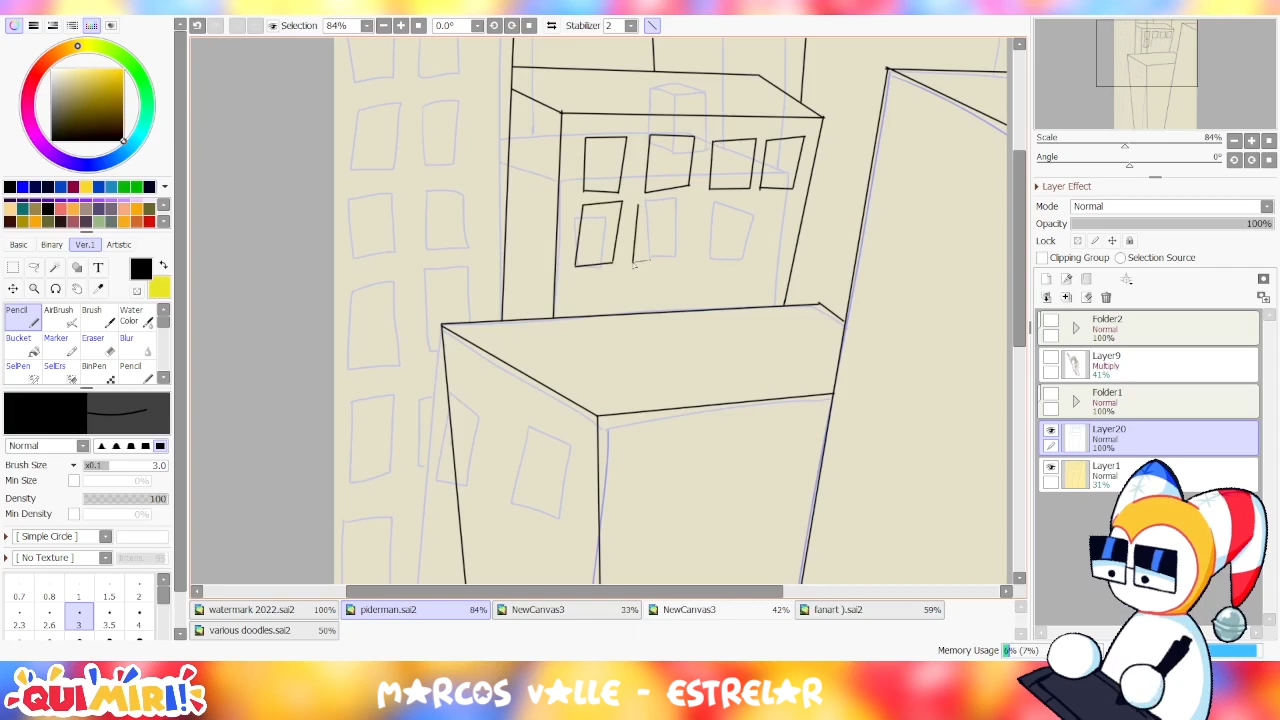 Selection 84% 0.0° Stabilizer 2
Scale 84%
Angle 0°
Layer Effect
Mode Normal
Opacity 100%
Lock
Clipping Group Selection Source
Basic Binary Ver.1 Artistic
T
Pencil AirBrush Brush Water Color
Bucket Marker Eraser Blur
SelPen SelErs BinPen Pencil
Folder2
Normal
100%
Layer9
Multiply
41%
Folder1
Normal
100%
Layer20
Normal
100%
Layer1
Normal
31%
Normal
Brush Size x0.1 3.0
Min Size 0%
Density 100
Min Density 0%
[ Simple Circle ]
[ No Texture ] 95
0.7 0.8 1 1.5 2
2.3 2.6 3 3.5 4
watermark 2022.sai2 100% piderman.sai2 84% NewCanvas3 33% NewCanvas3 42% fanart ).sai2 59%
various doodles.sai2 50%
Memory Usage
(7%)
QUIMIRI!!
MARCOS VALLE - ESTRELAR